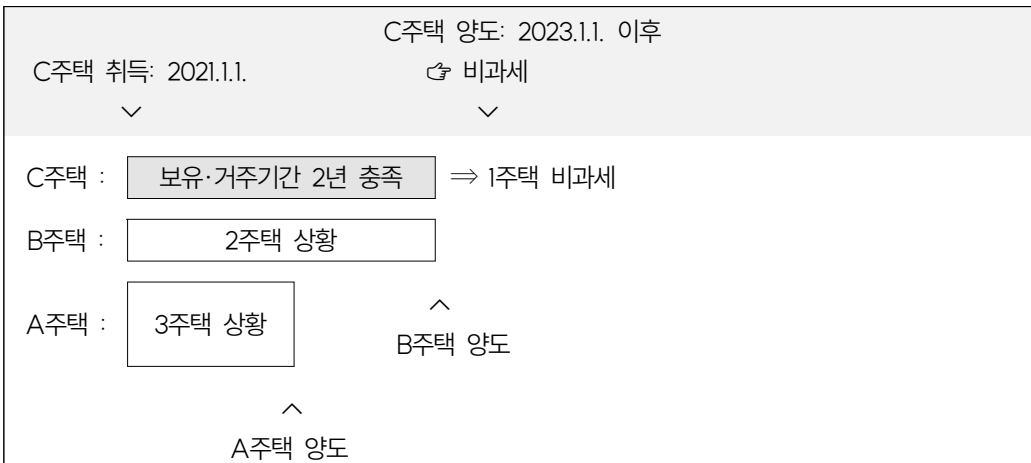 C주택 양도: 2023.1.1. 이후
C주택 취득: 2021.1.1. ☞ 비과세
C주택 : 보유·거주기간 2년 충족 ⇒ 1주택 비과세
B주택 : 2주택 상황
A주택 : 3주택 상황
B주택 양도
A주택 양도